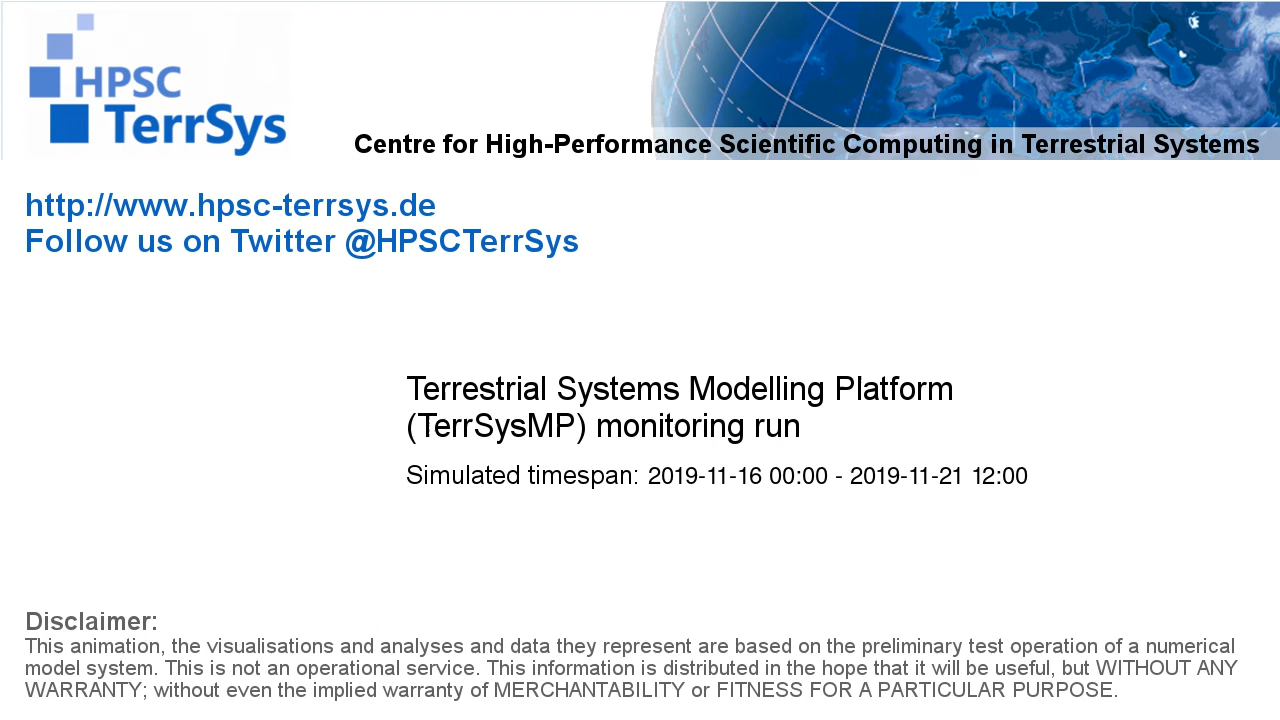 HPSC
TerrSys
Centre for High-Performance Scientific Computing in Terrestrial Systems
http://www.hpsc-terrsys.de
Follow us on Twitter @HPSCTerrSys
Terrestrial Systems Modelling Platform
(TerrSysMP) monitoring run
Simulated timespan: 2019-11-16 00:00 - 2019-11-21 12:00
Disclaimer:
This animation, the visualisations and analyses and data they represent are based on the preliminary test operation of a numerical
model system. This is not an operational service. This information is distributed in the hope that it will be useful, but WITHOUT ANY
WARRANTY; without even the implied warranty of MERCHANTABILITY or FITNESS FOR A PARTICULAR PURPOSE.